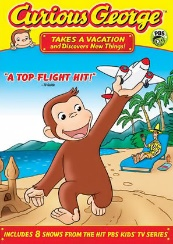 Curious George
TAKES A VACATION
and Discovers New Things!
PBS
KIDS
"A TOP FLIGHT HIT!"
INCLUDES 8 SHOWS FROM THE HIT PBS KIDS® TV SERIES